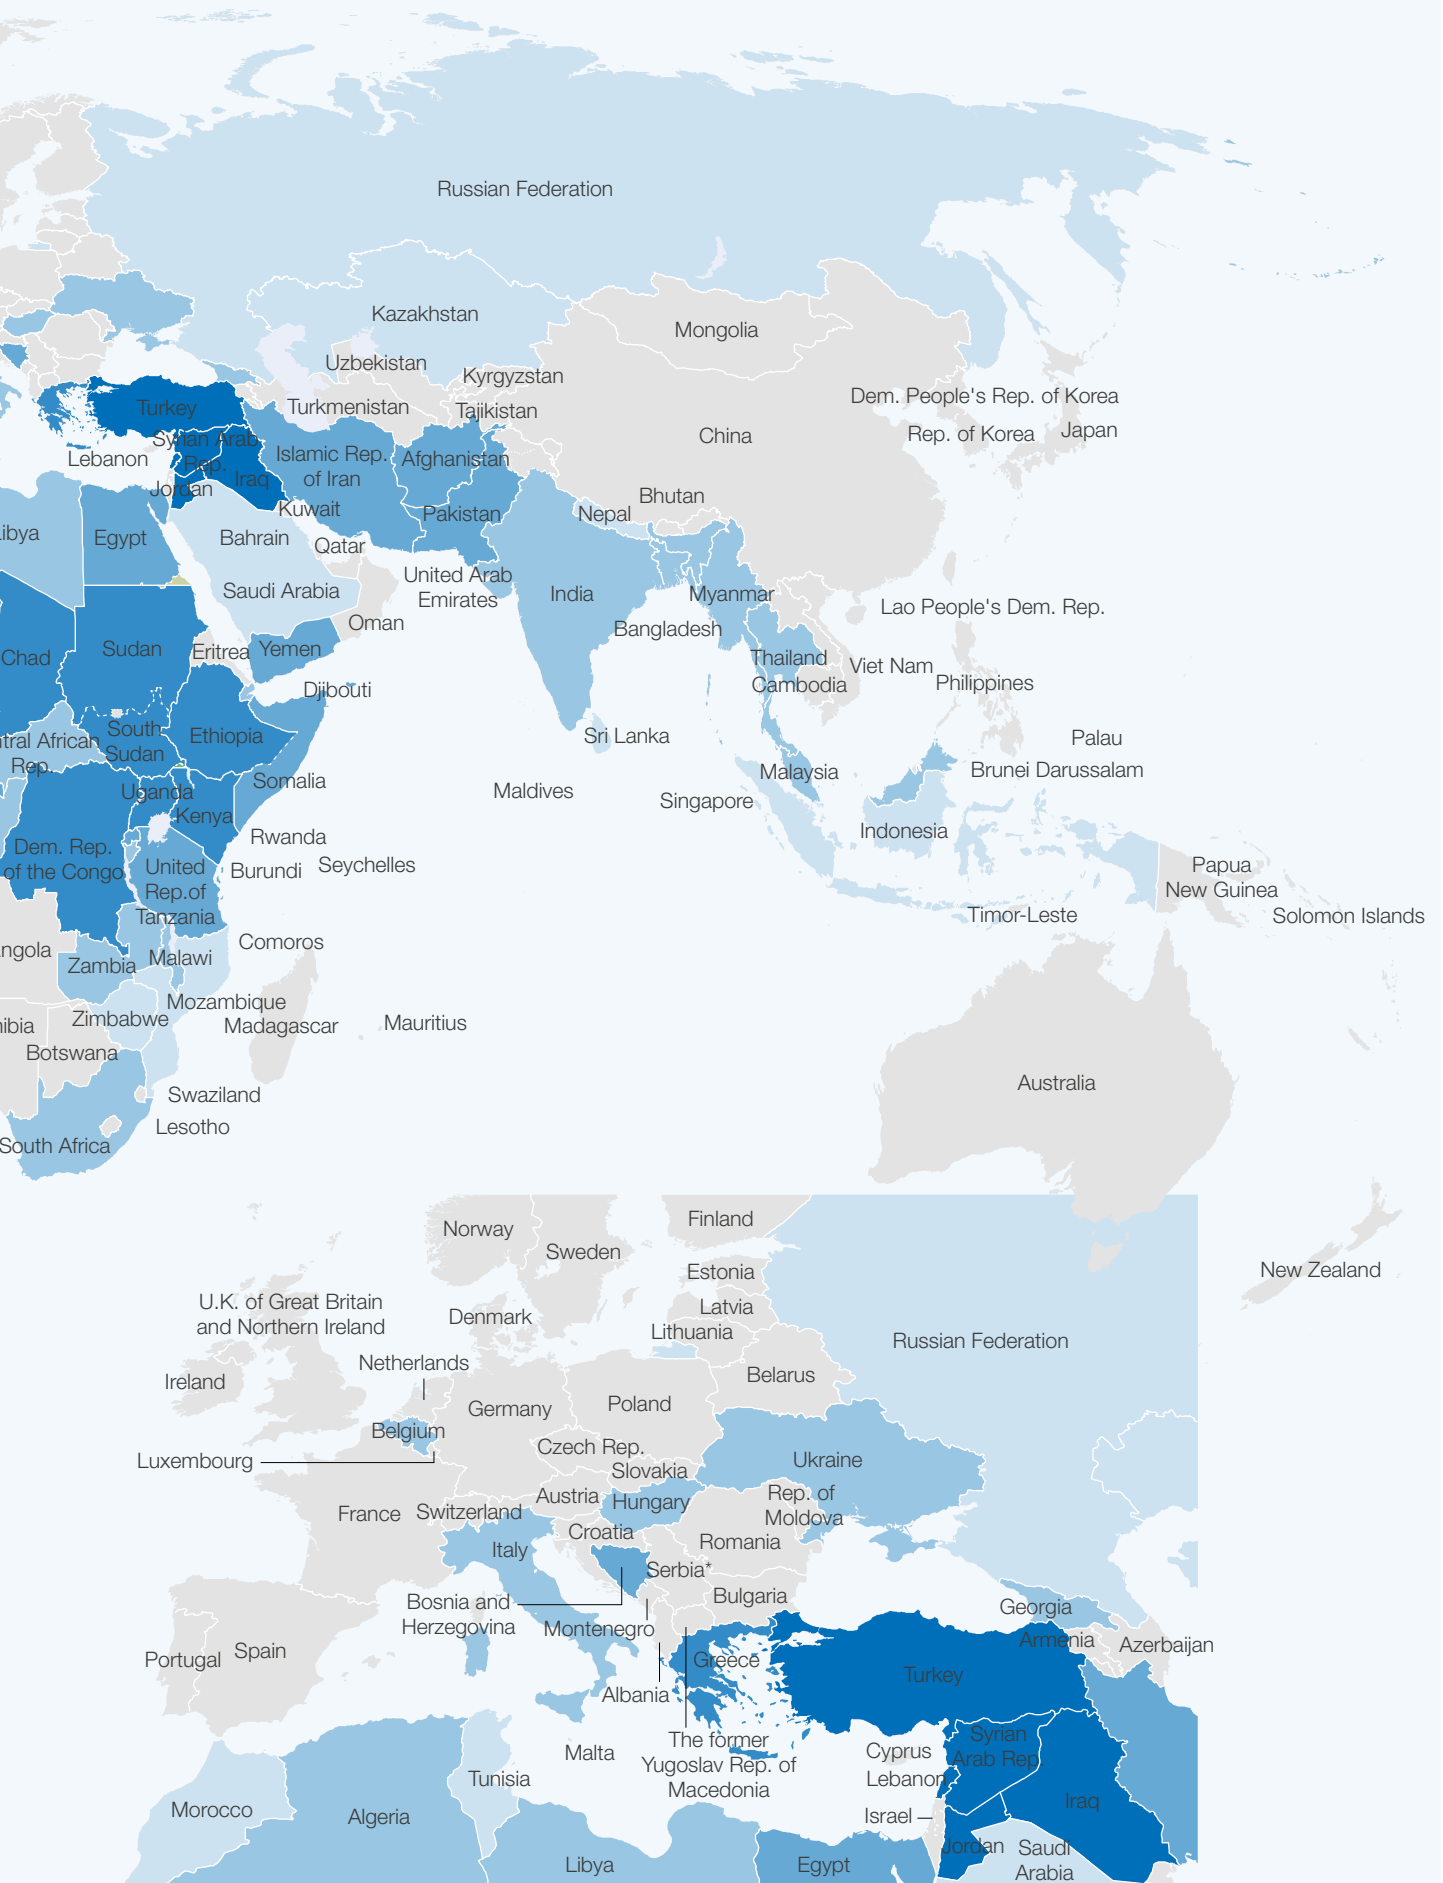 Russian Federation
Kazakhstan
Mongolia
Uzbekistan
Kyrgyzstan
Dem. People's Rep. of Korea
Turkey
Turkmenistan
Tajikistan
China
Rep. of Korea
Japan
Syrian Arab
Rep.
Lebanon
Islamic Rep.
of Iran
Afghanistan
Iraq
Jordan
Kuwait
Bhutan
Nepal
Pakistan
ibya
Egypt
Bahrain
Qatar
United Arab
Emirates
Saudi Arabia
India
Myanmar
Lao People's Dem. Rep.
Oman
Bangladesh
Chad
Sudan
Eritrea
Yemen
Thailand
Viet Nam
Cambodia
Philippines
Djibouti
South
Sudan
Ethiopia
Sri Lanka
Palau
tral African
Rep.
Somalia
Malaysia
Brunei Darussalam
Uganda
Maldives
Singapore
Kenya
Indonesia
Rwanda
Dem. Rep.
of the Congo
United
Rep.of
Tanzania
Burundi
Seychelles
Papua
New Guinea
Timor-Leste
Solomon Islands
ngola
Comoros
Zambia
Malawi
Mozambique
ibia
Zimbabwe
Madagascar
Mauritius
Botswana
Australia
Swaziland
Lesotho
South Africa
Norway
Finland
Sweden
Estonia
New Zealand
U.K. of Great Britain
and Northern Ireland
Denmark
Latvia
Lithuania
Russian Federation
Netherlands
Ireland
Belarus
Germany
Poland
Belgium
Czech Rep.
Luxembourg
Slovakia
Ukraine
Austria
Hungary
Rep. of
Moldova
France
Switzerland
Croatia
Romania
Italy
Serbia*
Bosnia and
Herzegovina
Bulgaria
Georgia
Montenegro
Armenia
Azerbaijan
Portugal
Spain
Greece
Turkey
Albania
The former
Yugoslav Rep. of
Macedonia
Syrian
Arab Rep.
Malta
Cyprus
Lebanon
Tunisia
Morocco
Algeria
Israel
Iraq
Jordan
Saudi
Arabia
Libya
Egypt